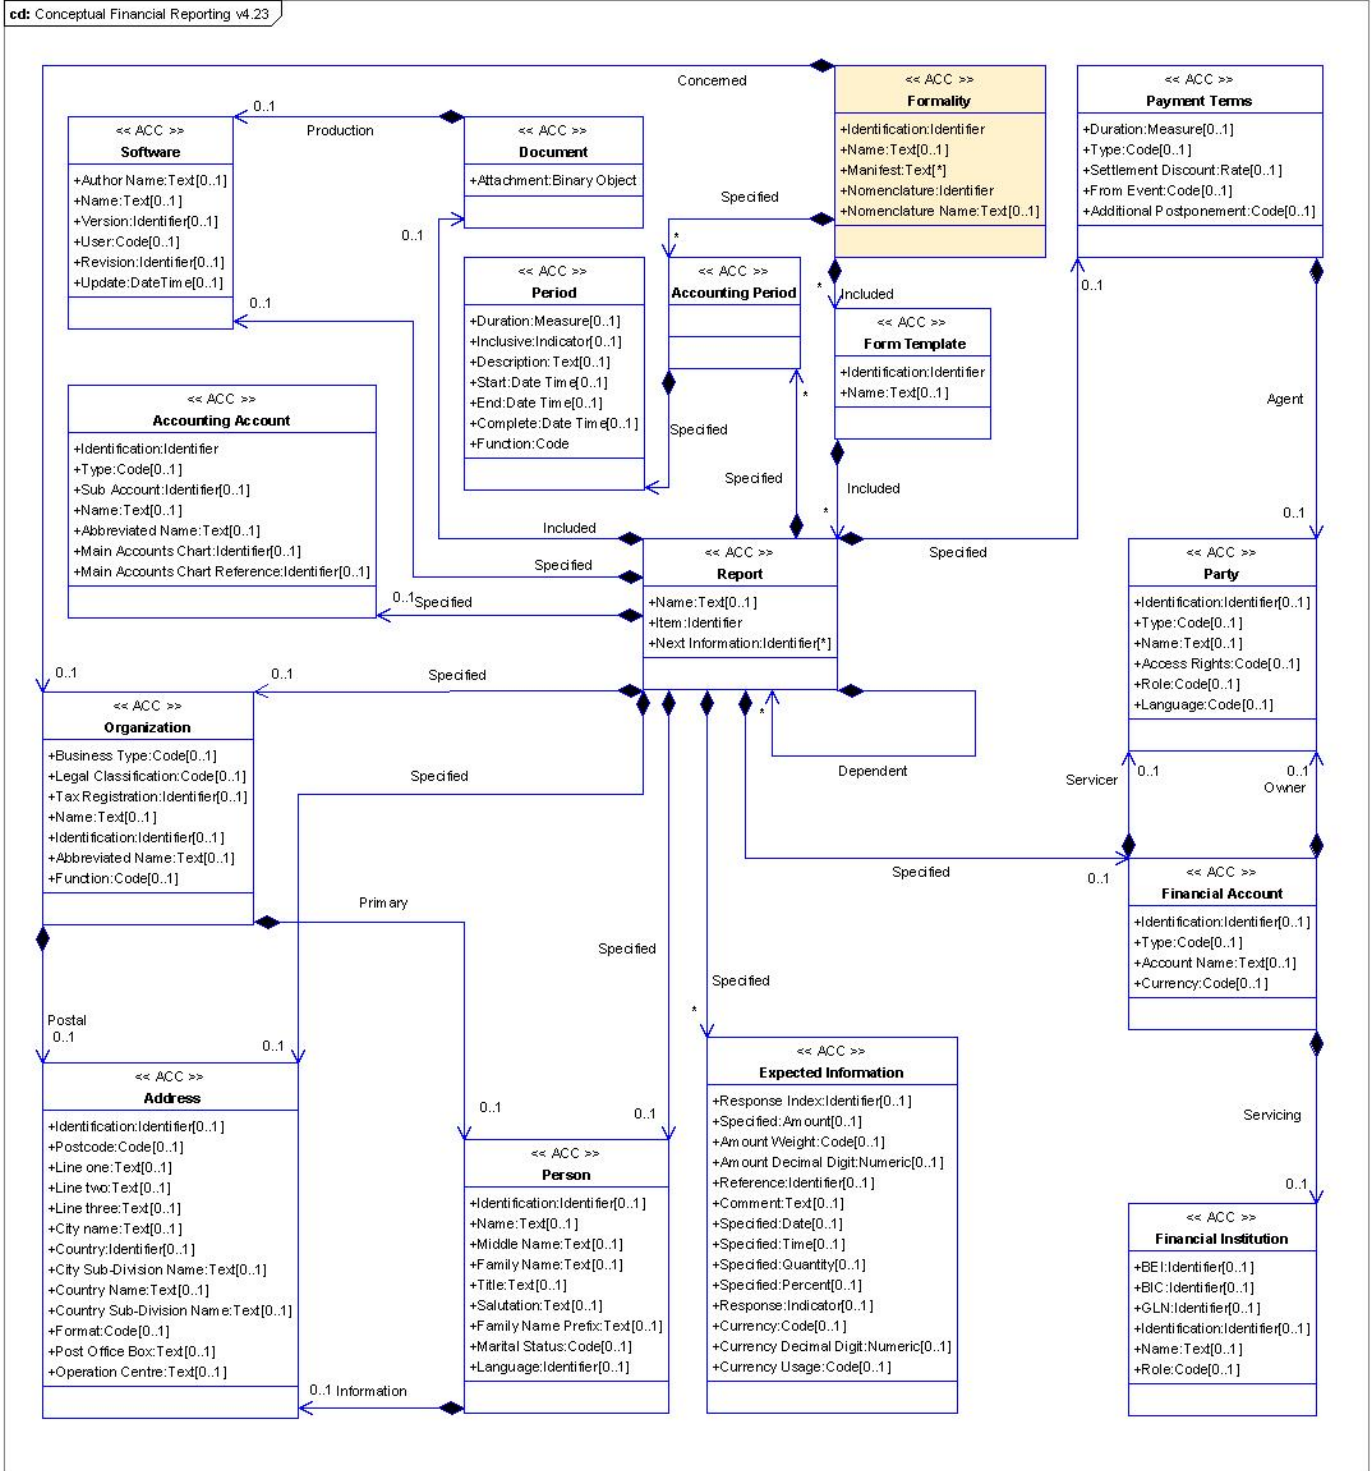 cd: Conceptual Financial Reporting v4.23
Concerned
<< ACC >>
Formality
+Identification:Identifier
+Name:Text[0..1]
+Manifest:Text[*]
+Nomenclature:Identifier
+Nomenclature Name:Text[0..1]
<< ACC >>
Payment Terms
+Duration:Measure[0..1]
+Type:Code[0..1]
+Settlement Discount:Rate[0..1]
+From Event:Code[0..1]
+Additional Postponement:Code[0..1]
0..1
Production
<< ACC >>
Software
+Author Name:Text[0..1]
+Name:Text[0..1]
+Version:Identifier[0..1]
+User:Code[0..1]
+Revision:Identifier[0..1]
+Update:DateTime[0..1]
<< ACC >>
Document
+Attachment:Binary Object
Specified
*
0..1
<< ACC >>
Period
+Duration:Measure[0..1]
+Inclusive:Indicator[0..1]
+Description:Text[0..1]
+Start:Date Time[0..1]
+End:Date Time[0..1]
+Complete:Date Time[0..1]
+Function:Code
<< ACC >>
Accounting Period
*
Included
0..1
0..1
<< ACC >>
Form Template
+Identification:Identifier
+Name:Text[0..1]
*
Specified
Agent
<< ACC >>
Accounting Account
+Identification:Identifier
+Type:Code[0..1]
+Sub Account:Identifier[0..1]
+Name:Text[0..1]
+Abbreviated Name:Text[0..1]
+Main Accounts Chart:Identifier[0..1]
+Main Accounts Chart Reference:Identifier[0..1]
Specified
Included
*
0..1
Included
Specified
0..1
Specified
Specified
<< ACC >>
Report
+Name:Text[0..1]
+Item:Identifier
+Next Information:Identifier[*]
<< ACC >>
Party
+Identification:Identifier[0..1]
+Type:Code[0..1]
+Name:Text[0..1]
+Access Rights:Code[0..1]
+Role:Code[0..1]
+Language:Code[0..1]
0..1
0..1
Specified
<< ACC >>
Organization
+Business Type:Code[0..1]
+Legal Classification:Code[0..1]
+Tax Registration:Identifier[0..1]
+Name:Text[0..1]
+Identification:Identifier[0..1]
+Abbreviated Name:Text[0..1]
+Function:Code[0..1]
*
Dependent
Specified
Servicer
0..1
0..1
Owner
Specified
0..1
<< ACC >>
Financial Account
+Identification:Identifier[0..1]
+Type:Code[0..1]
+Account Name:Text[0..1]
+Currency:Code[0..1]
Primary
Specified
Specified
*
Postal
0..1
0..1
<< ACC >>
Address
+Identification:Identifier[0..1]
+Postcode:Code[0..1]
+Line one:Text[0..1]
+Line two:Text[0..1]
+Line three:Text[0..1]
+City name:Text[0..1]
+Country:Identifier[0..1]
+City Sub-Division Name:Text[0..1]
+Country Name:Text[0..1]
+Country Sub-Division Name:Text[0..1]
+Format:Code[0..1]
+Post Office Box:Text[0..1]
+Operation Centre:Text[0..1]
0..1
0..1
<< ACC >>
Person
+Identification:Identifier[0..1]
+Name:Text[0..1]
+Middle Name:Text[0..1]
+Family Name:Text[0..1]
+Title:Text[0..1]
+Salutation:Text[0..1]
+Family Name Prefix:Text[0..1]
+Marital Status:Code[0..1]
+Language:Identifier[0..1]
0..1 Information
<< ACC >>
Expected Information
+Response Index:Identifier[0..1]
+Specified:Amount[0..1]
+Amount Weight:Code[0..1]
+Amount Decimal Digit:Numeric[0..1]
+Reference:Identifier[0..1]
+Comment:Text[0..1]
+Specified:Date[0..1]
+Specified:Time[0..1]
+Specified:Quantity[0..1]
+Specified:Percent[0..1]
+Response:Indicator[0..1]
+Currency:Code[0..1]
+Currency Decimal Digit:Numeric[0..1]
+Currency Usage:Code[0..1]
Servicing
0..1
<< ACC >>
Financial Institution
+BEI:Identifier[0..1]
+BIC:Identifier[0..1]
+GLN:Identifier[0..1]
+Identification:Identifier[0..1]
+Name:Text[0..1]
+Role:Code[0..1]